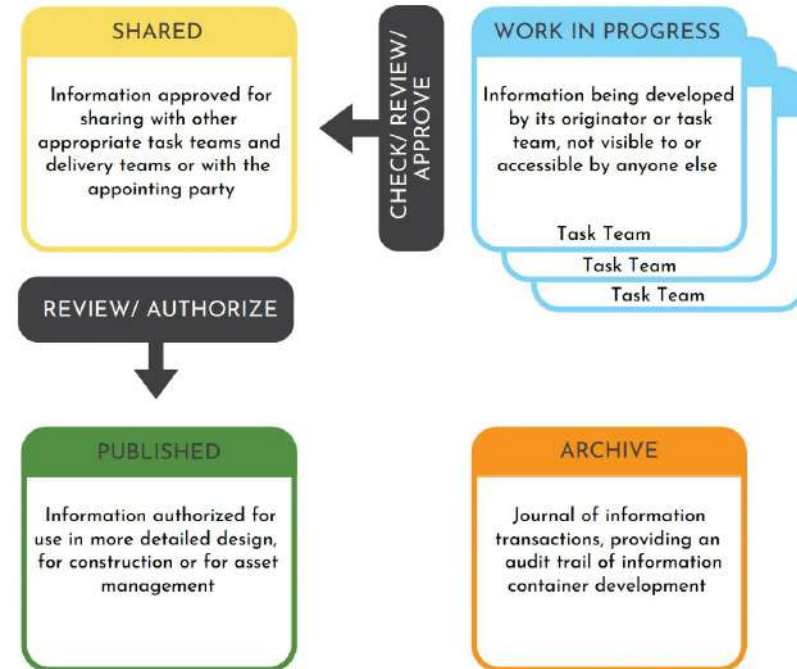 SHARED
Information approved for
sharing with other
appropriate task teams and
delivery teams or with the
appointing party
CHECK/ REVIEW/
APPROVE
WORK IN PROGRESS
Information being developed
by its originator or task
team, not visible to or
accessible by anyone else
Task Team
Task Team
Task Team
REVIEW/ AUTHORIZE
PUBLISHED
Information authorized for
use in more detailed design,
for construction or for asset
management
ARCHIVE
Journal of information
transactions, providing an
audit trail of information
container development